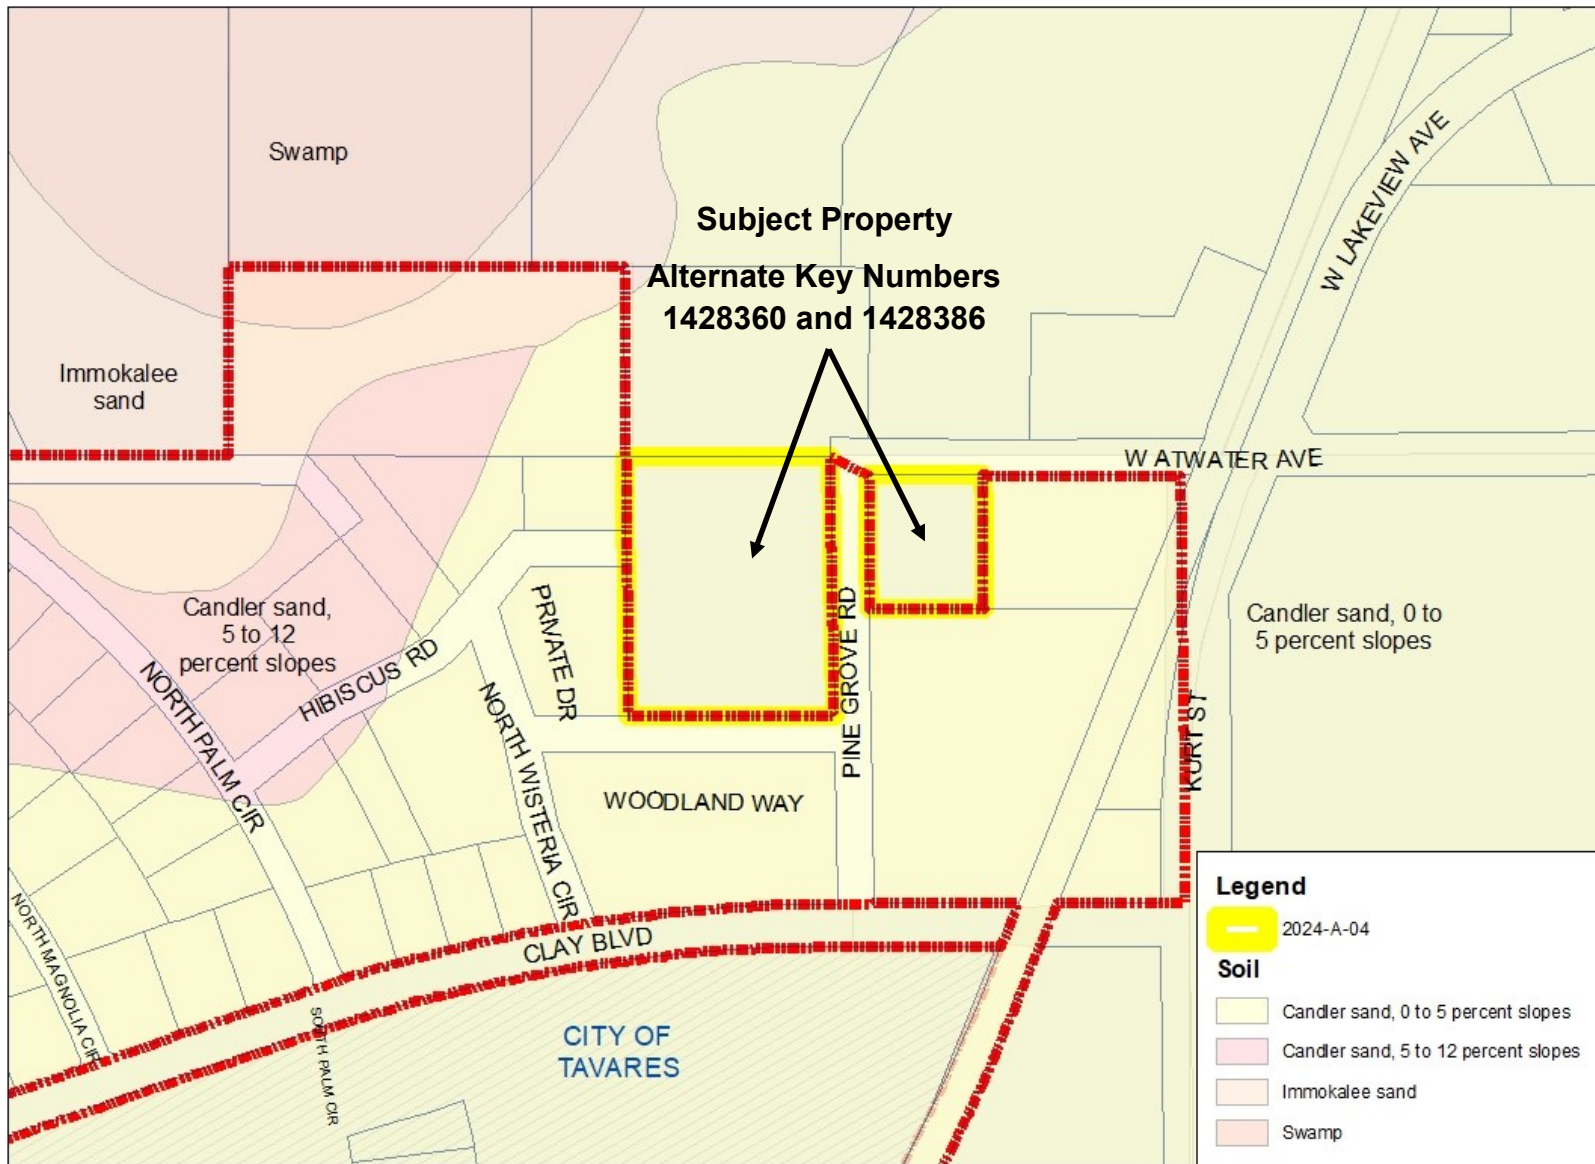 Swamp
Subject Property
Alternate Key Numbers
1428360 and 1428386
W LAKEVIEW AVE
Immokalee
sand
W ATWATER AVE
Candler sand,
5 to 12
percent slopes
HIBISCUS RD
PRIVATE DR
PINE GROVE RD
Candler sand, 0 to
5 percent slopes
NORTH PALM CIR
NORTH WISTERIA CIR
WOODLAND WAY
KURT ST
NORTH MAGNOLIA CIR
CLAY BLVD
SOUTH PALM CIR
CITY OF
TAVARES
Legend
2024-A-04
Soil
Candler sand, 0 to 5 percent slopes
Candler sand, 5 to 12 percent slopes
Immokalee sand
Swamp